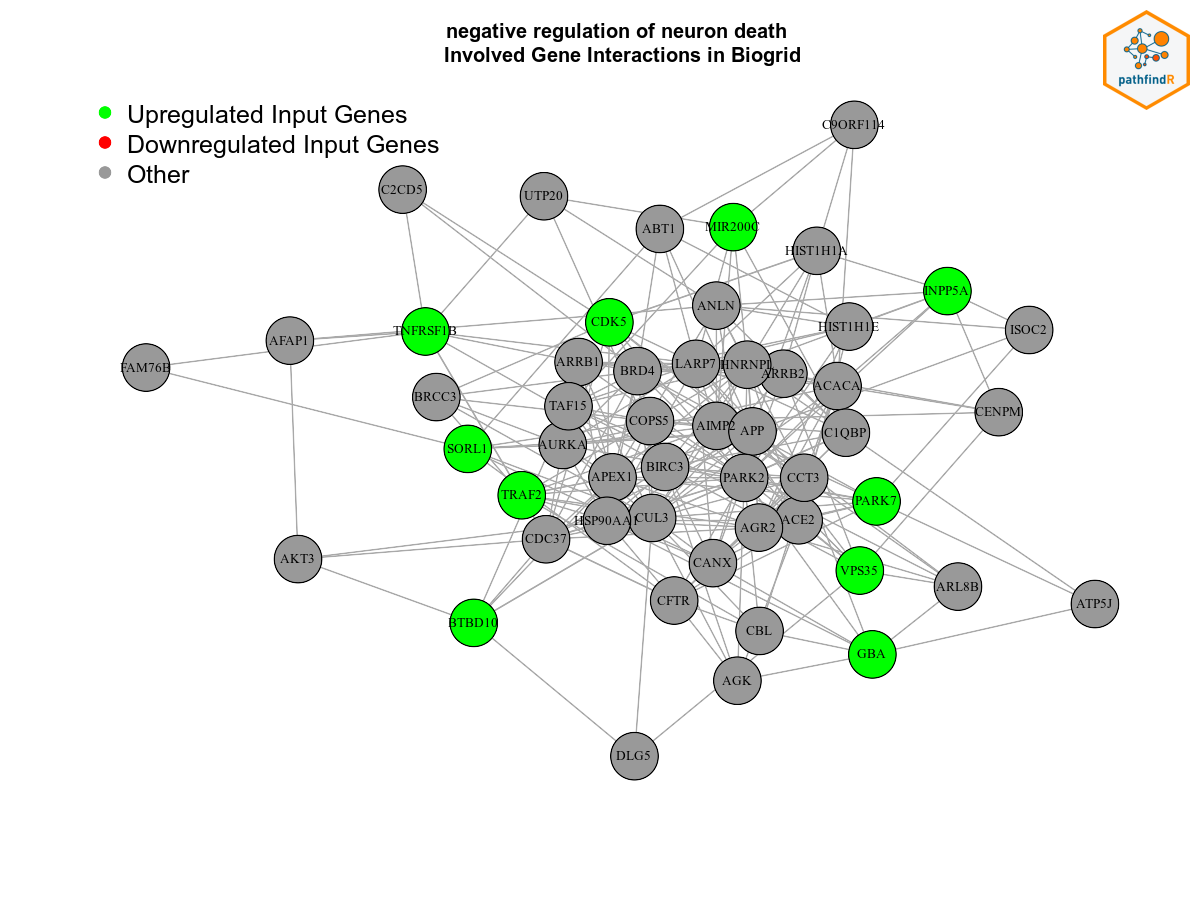 negative regulation of neuron death
Involved Gene Interactions in Biogrid
pathfindR
Upregulated Input Genes
Downregulated Input Genes
Other
C9ORF114
C2CD5
UTP20
ABT1
MIR200C
HIST1H1A
INPP5A
ANLN
CDK5
HIST1H1E
ISOC2
TNFRSF1B
AFAP1
FAM76B
ARRB1
BRD4
LARP7
HNRNPL
ARRB2
ACACA
BRCC3
TAF15
CENPM
COPS5
AIMP2
APP
C1QBP
SORL1
AURKA
BIRC3
APEX1
PARK2
CCT3
TRAF2
PARK7
HSP90AA1
CUL3
AGR2
ACE2
CDC37
AKT3
CANX
VPS35
ARL8B
CFTR
ATP5J
BTBD10
CBL
GBA
AGK
DLG5